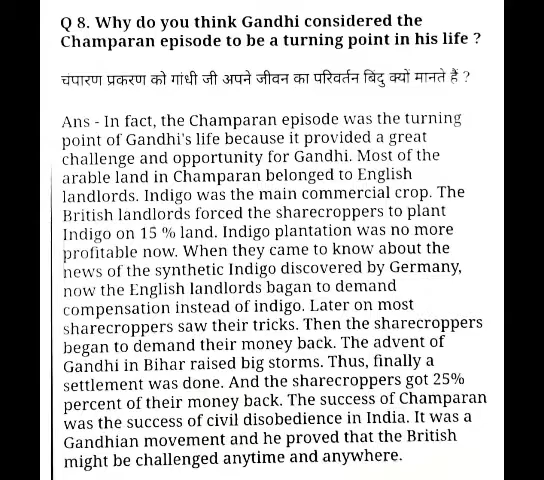 Q 8. Why do you think Gandhi considered the
Champaran episode to be a turning point in his life ?
चंपारण प्रकरण को गांधी जी अपने जीवन का परिवर्तन बिंदु क्यों मानते हैं ?
Ans - In fact, the Champaran episode was the turning
point of Gandhi's life because it provided a great
challenge and opportunity for Gandhi. Most of the
arable land in Champaran belonged to English
landlords. Indigo was the main commercial crop. The
British landlords forced the sharecroppers to plant
Indigo on 15 % land. Indigo plantation was no more
profitable now. When they came to know about the
news of the synthetic Indigo discovered by Germany,
now the English landlords bagan to demand
compensation instead of indigo. Later on most
sharecroppers saw their tricks. Then the sharecroppers
began to demand their money back. The advent of
Gandhi in Bihar raised big storms. Thus, finally a
settlement was done. And the sharecroppers got 25%
percent of their money back. The success of Champaran
was the success of civil disobedience in India. It was a
Gandhian movement and he proved that the British
might be challenged anytime and anywhere.